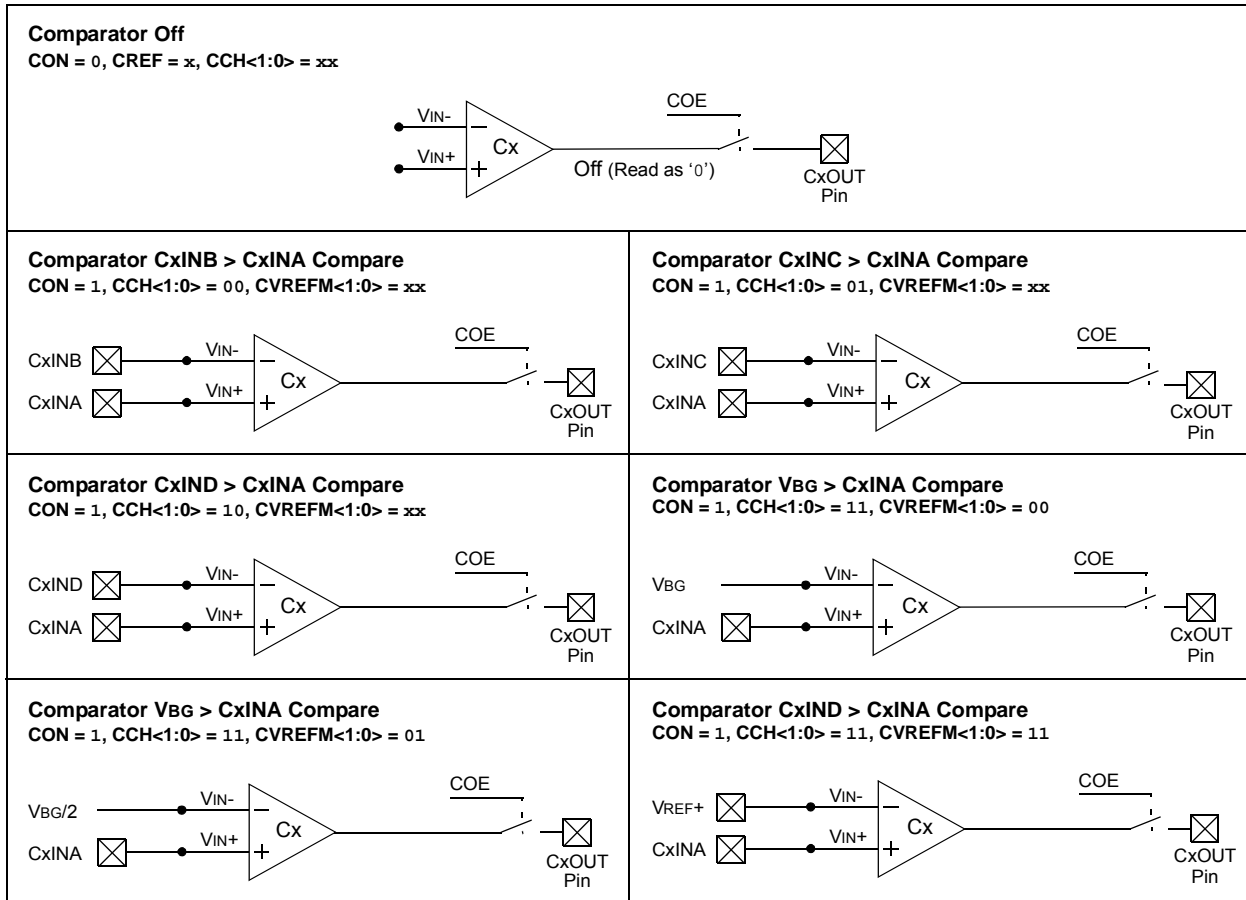 Comparator Off
CON = 0, CREF = x, CCH<1:0> = xx
COE
VIN-
VIN+
Cx
Off (Read as ‘0’)
CxOUT
Pin
Comparator CxINB > CxINA Compare
CON = 1, CCH<1:0> = 00, CVREFM<1:0> = xx
COE
CxINB
VIN-
CxINA
VIN+
Cx
CxOUT
Pin
Comparator CxINC > CxINA Compare
CON = 1, CCH<1:0> = 01, CVREFM<1:0> = xx
COE
CxINC
VIN-
CxINA
VIN+
Cx
CxOUT
Pin
Comparator CxIND > CxINA Compare
CON = 1, CCH<1:0> = 10, CVREFM<1:0> = xx
COE
CxIND
VIN-
CxINA
VIN+
Cx
CxOUT
Pin
Comparator VBG > CxINA Compare
CON = 1, CCH<1:0> = 11, CVREFM<1:0> = 00
COE
VBG
VIN-
CxINA
VIN+
Cx
CxOUT
Pin
Comparator VBG > CxINA Compare
CON = 1, CCH<1:0> = 11, CVREFM<1:0> = 01
COE
VBG/2
VIN-
CxINA
VIN+
Cx
CxOUT
Pin
Comparator CxIND > CxINA Compare
CON = 1, CCH<1:0> = 11, CVREFM<1:0> = 11
COE
VREF+
VIN-
CxINA
VIN+
Cx
CxOUT
Pin